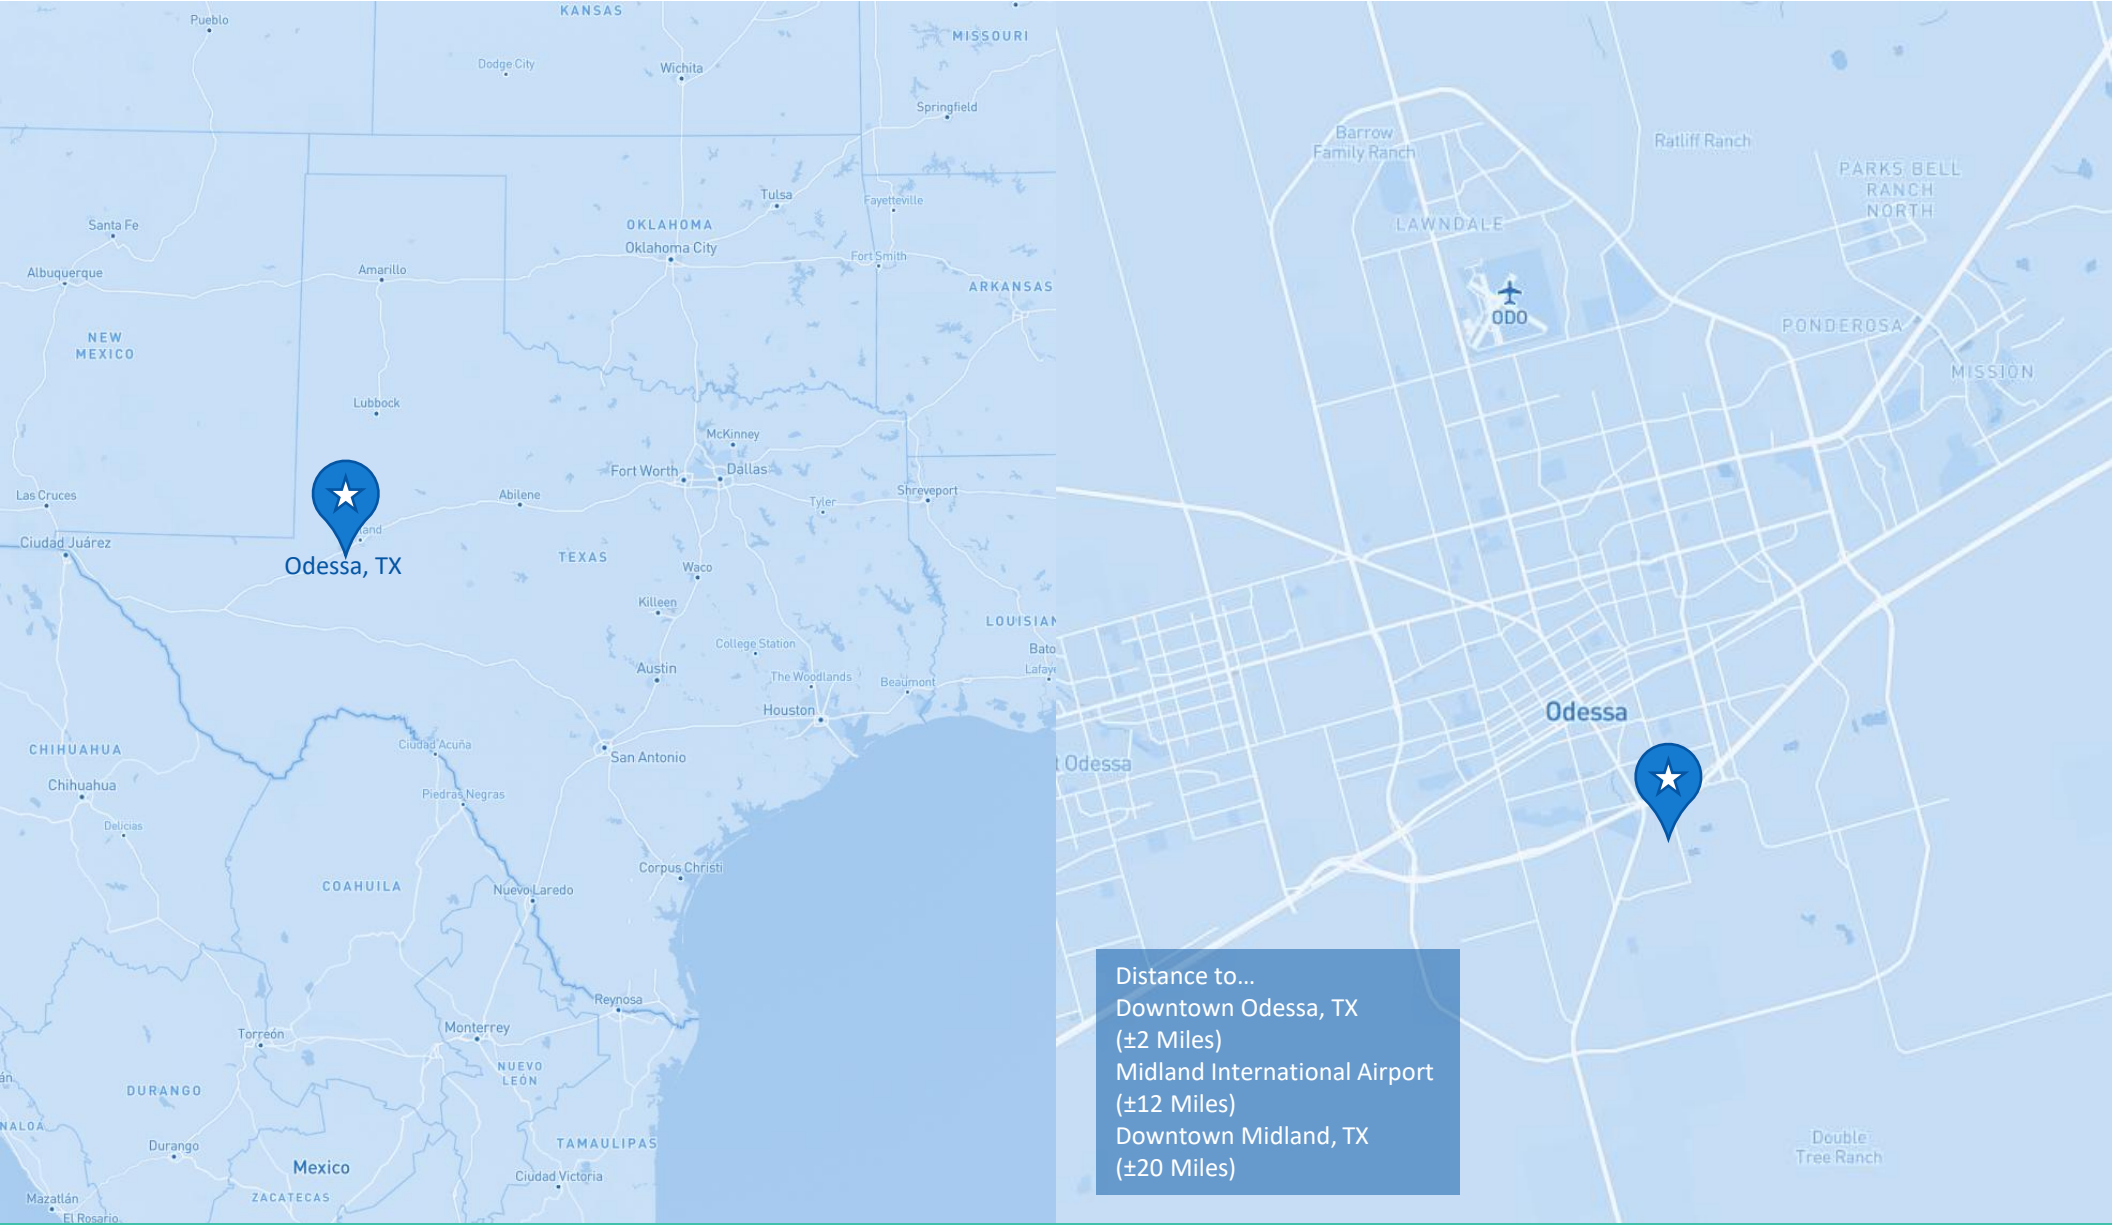 Pueblo
KANSAS
MISSOURI
Dodge City
Wichita
Springfield
Tulsa
Fayetteville
Santa Fe
OKLAHOMA
Oklahoma City
Fort Smith
Albuquerque
Amarillo
ARKANSAS
NEW
MEXICO
Lubbock
McKinney
Fort Worth
Dallas
Las Cruces
Abilene
Tyler
Shreveport
Ciudad Juárez
land
Odessa, TX
TEXAS
Waco
Killeen
LOUISIAN
College Station
Bato
Austin
Lafaye
The Woodlands
Beaumont
Houston
CHIHUAHUA
Ciudad Acuña
San Antonio
Chihuahua
Piedras Negras
Delicias
Corpus Christi
COAHUILA
Nuevo Laredo
Reynosa
Torreón
Monterrey
NUEVO
LEÓN
DURANGO
NALOA
Durango
TAMAULIPAS
Mexico
Ciudad Victoria
ZACATECAS
Mazatlán
El Rosario
Barrow
Family Ranch
Ratliff Ranch
PARKS BELL
RANCH
NORTH
LAWNDALE
ODO
PONDEROSA
MISSION
Odessa
t Odessa
Distance to...
Downtown Odessa, TX
(±2 Miles)
Midland International Airport
(±12 Miles)
Downtown Midland, TX
(±20 Miles)
Double
Tree Ranch